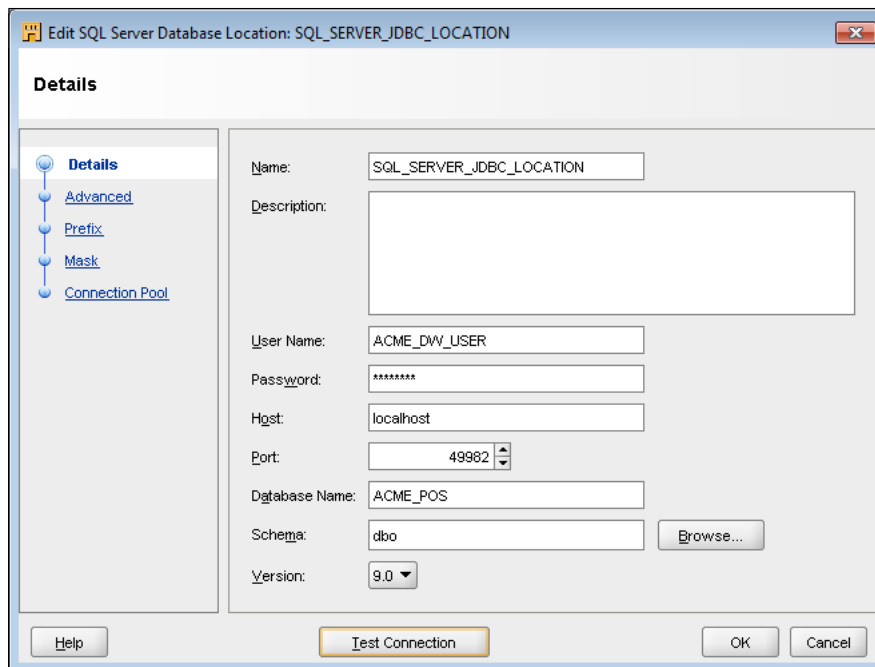 Edit SQL Server Database Location: SQL_SERVER_JDBC_LOCATION
Details
Details
Advanced
Prefix
Mask
Connection Pool
Name: SQL_SERVER_JDBC_LOCATION
Description:
User Name: ACME_DW_USER
Password: ********
Host: localhost
Port: 49982
Database Name: ACME_POS
Schema: dbo Browse...
Version: 9.0
Help Test Connection OK Cancel